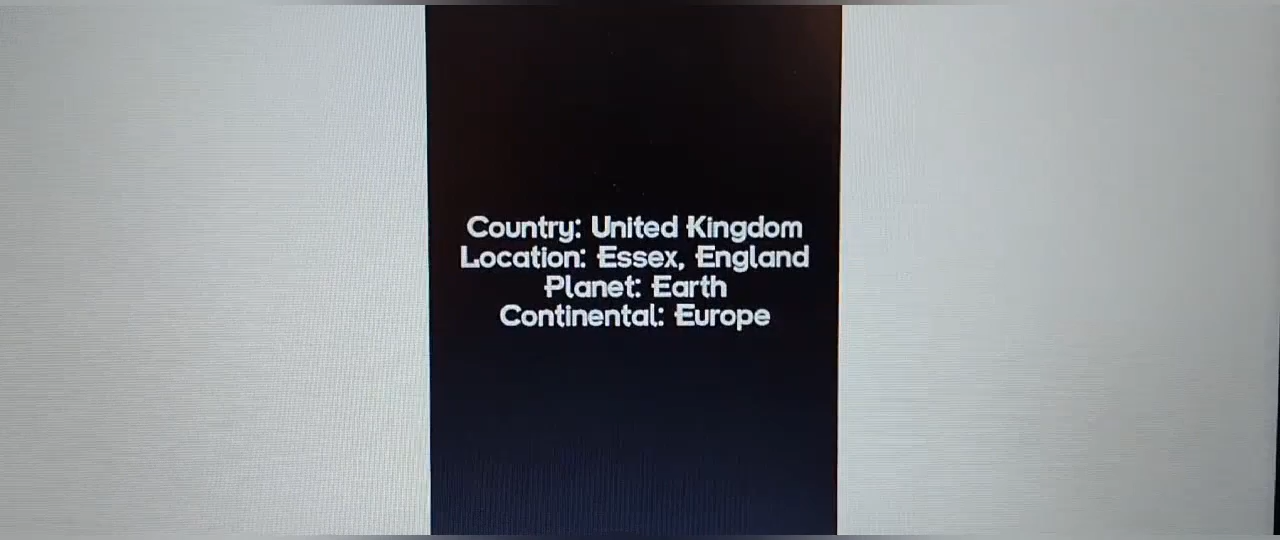 Country: United Kingdom
Location: Essex, England
Planet: Earth
Continental: Europe